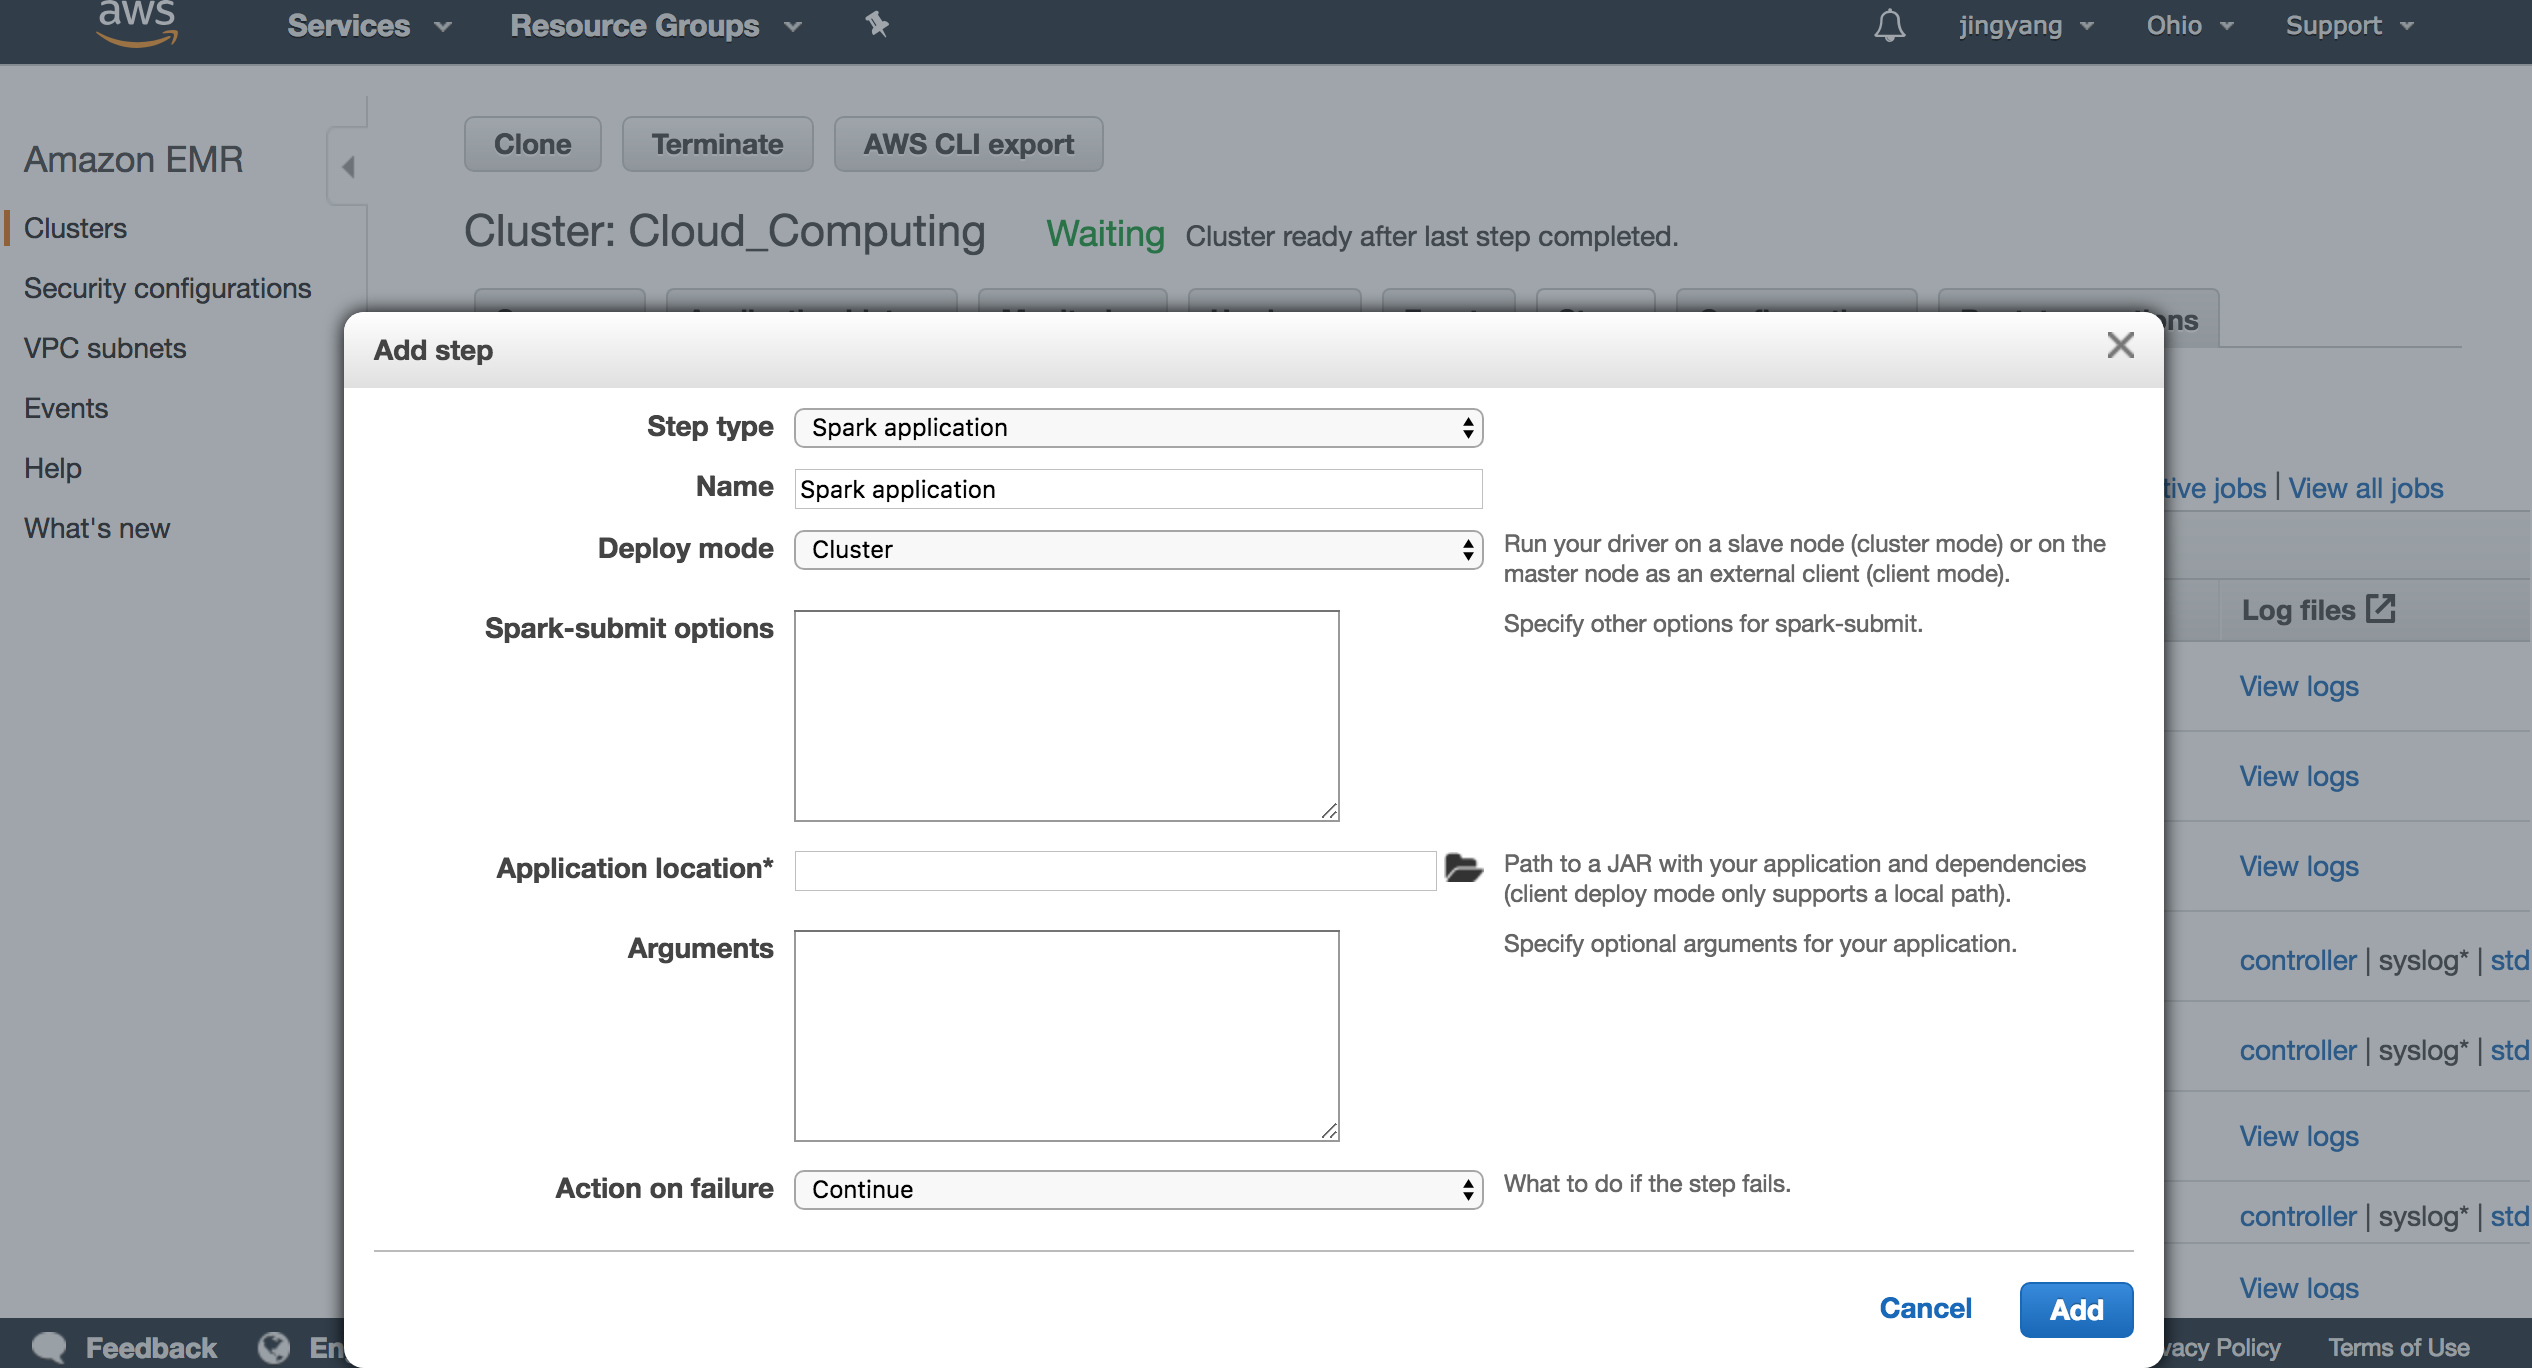 aws Services Resource Groups jingyang Ohio Support
Amazon EMR
Clusters
Security configurations
VPC subnets
Events
Help
What's new
Clone Terminate AWS CLI export
Cluster: Cloud_Computing Waiting Cluster ready after last step completed.
Add step
Step type Spark application
Name Spark application
Deploy mode Cluster Run your driver on a slave node (cluster mode) or on the
master node as an external client (client mode).
Spark-submit options Specify other options for spark-submit.
Application location* Path to a JAR with your application and dependencies
(client deploy mode only supports a local path).
Arguments Specify optional arguments for your application.
Action on failure Continue What to do if the step fails.
Cancel Add
jobs | View all jobs
Log files
View logs
View logs
View logs
controller | syslog* | std
controller | syslog* | std
View logs
controller | syslog* | std
View logs
Feedback Policy Terms of Use